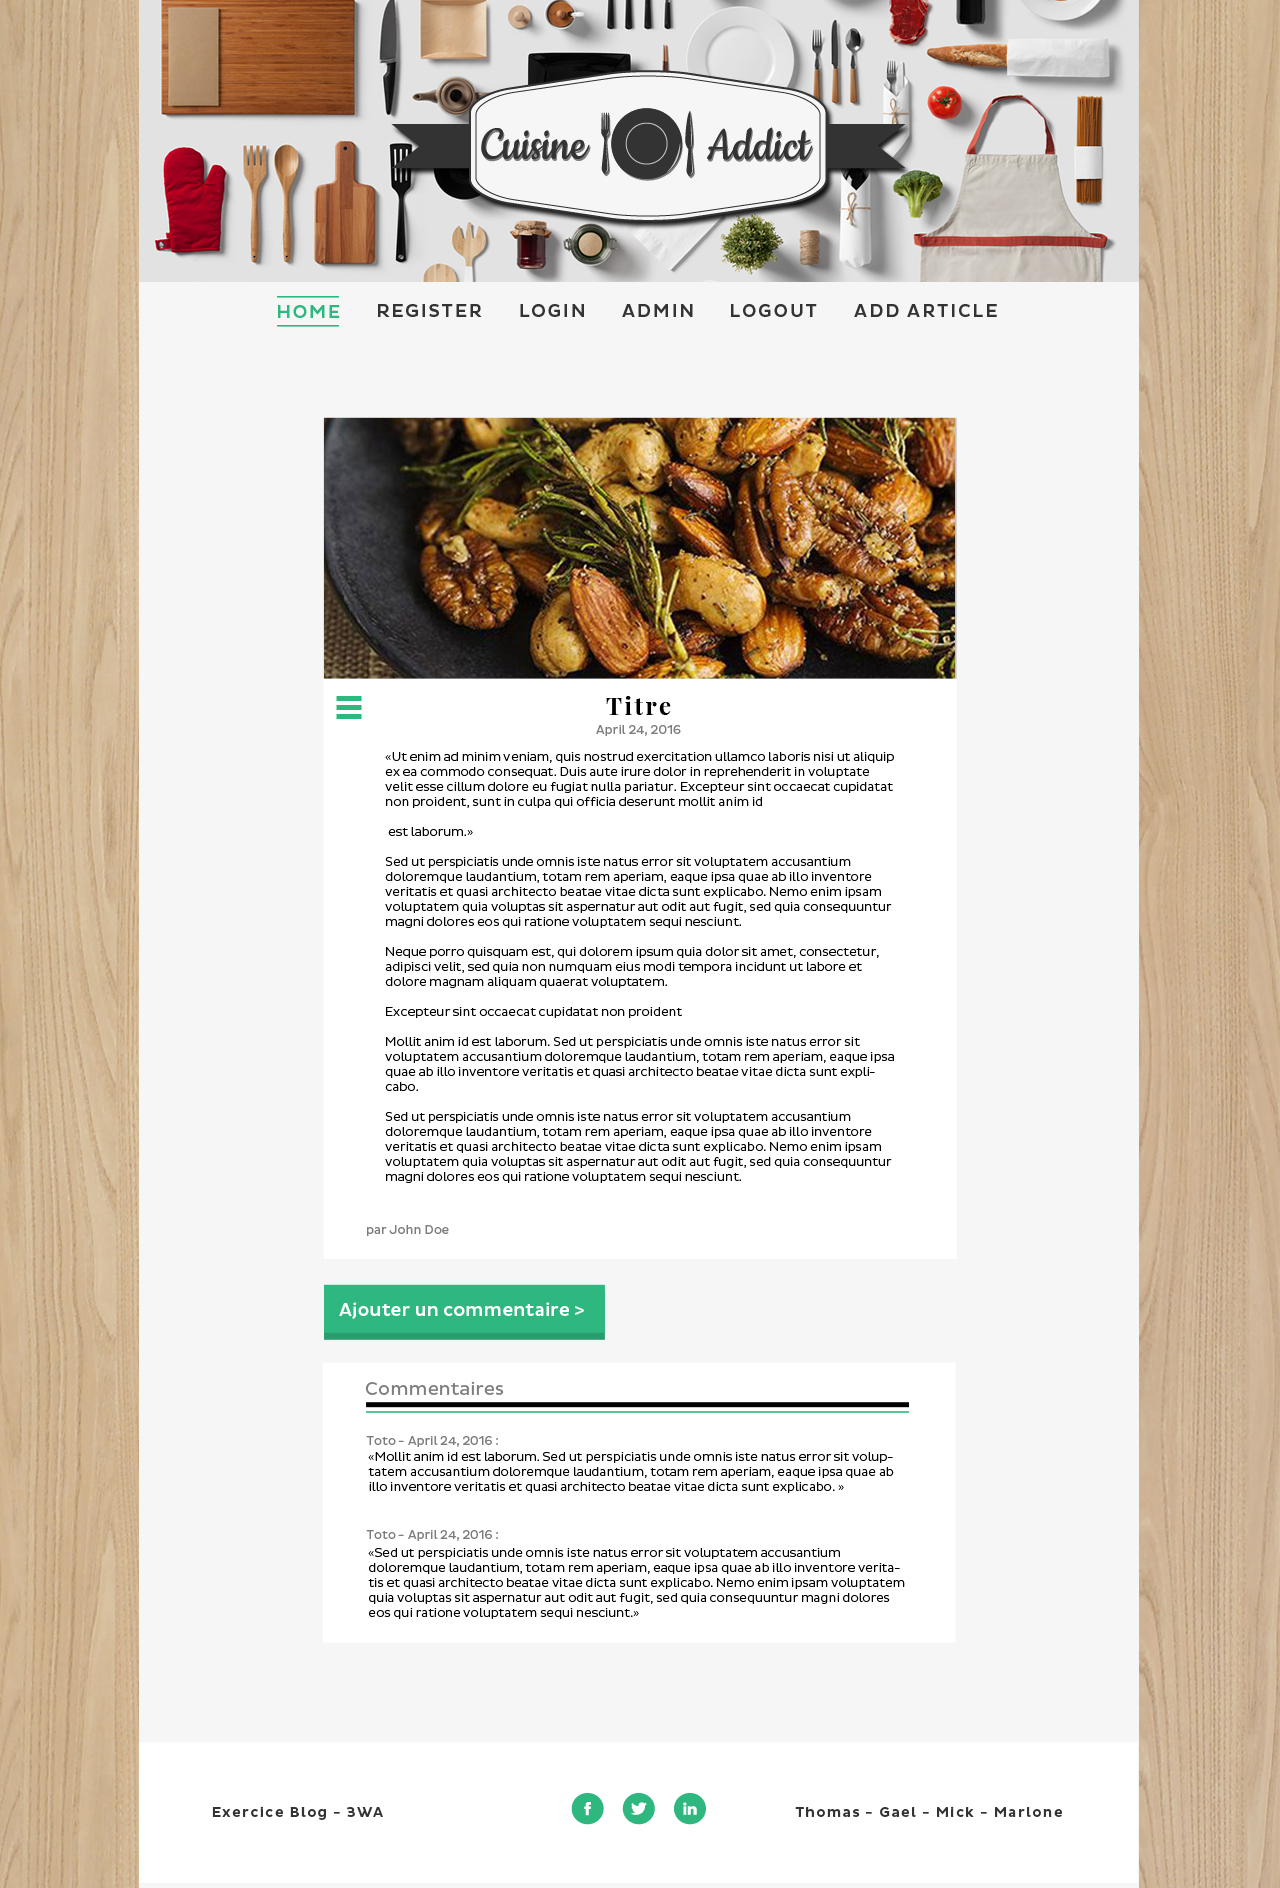 Cuisine Addict
HOME REGISTER LOGIN ADMIN LOGOUT ADD ARTICLE
Titre
April 24, 2016
«Ut enim ad minim veniam, quis nostrud exercitation ullamco laboris nisi ut aliquip
ex ea commodo consequat. Duis aute irure dolor in reprehenderit in voluptate
velit esse cillum dolore eu fugiat nulla pariatur. Excepteur sint occaecat cupidatat
non proident, sunt in culpa qui officia deserunt mollit anim id
est laborum.»
Sed ut perspiciatis unde omnis iste natus error sit voluptatem accusantium
doloremque laudantium, totam rem aperiam, eaque ipsa quae ab illo inventore
veritatis et quasi architecto beatae vitae dicta sunt explicabo. Nemo enim ipsam
voluptatem quia voluptas sit aspernatur aut odit aut fugit, sed quia consequuntur
magni dolores eos qui ratione voluptatem sequi nesciunt.
Neque porro quisquam est, qui dolorem ipsum quia dolor sit amet, consectetur,
adipisci velit, sed quia non numquam eius modi tempora incidunt ut labore et
dolore magnam aliquam quaerat voluptatem.
Excepteur sint occaecat cupidatat non proident
Mollit anim id est laborum. Sed ut perspiciatis unde omnis iste natus error sit
voluptatem accusantium doloremque laudantium, totam rem aperiam, eaque ipsa
quae ab illo inventore veritatis et quasi architecto beatae vitae dicta sunt expli-
cabo.
Sed ut perspiciatis unde omnis iste natus error sit voluptatem accusantium
doloremque laudantium, totam rem aperiam, eaque ipsa quae ab illo inventore
veritatis et quasi architecto beatae vitae dicta sunt explicabo. Nemo enim ipsam
voluptatem quia voluptas sit aspernatur aut odit aut fugit, sed quia consequuntur
magni dolores eos qui ratione voluptatem sequi nesciunt.
par John Doe
Ajouter un commentaire >
Commentaires
Toto - April 24, 2016 :
«Mollit anim id est laborum. Sed ut perspiciatis unde omnis iste natus error sit volup-
tatem accusantium doloremque laudantium, totam rem aperiam, eaque ipsa quae ab
illo inventore veritatis et quasi architecto beatae vitae dicta sunt explicabo. »
Toto - April 24, 2016 :
«Sed ut perspiciatis unde omnis iste natus error sit voluptatem accusantium
doloremque laudantium, totam rem aperiam, eaque ipsa quae ab illo inventore verita-
tis et quasi architecto beatae vitae dicta sunt explicabo. Nemo enim ipsam voluptatem
quia voluptas sit aspernatur aut odit aut fugit, sed quia consequuntur magni dolores
eos qui ratione voluptatem sequi nesciunt.»
Exercice Blog - 3WA
f in
Thomas - Gael - Mick - Marlone